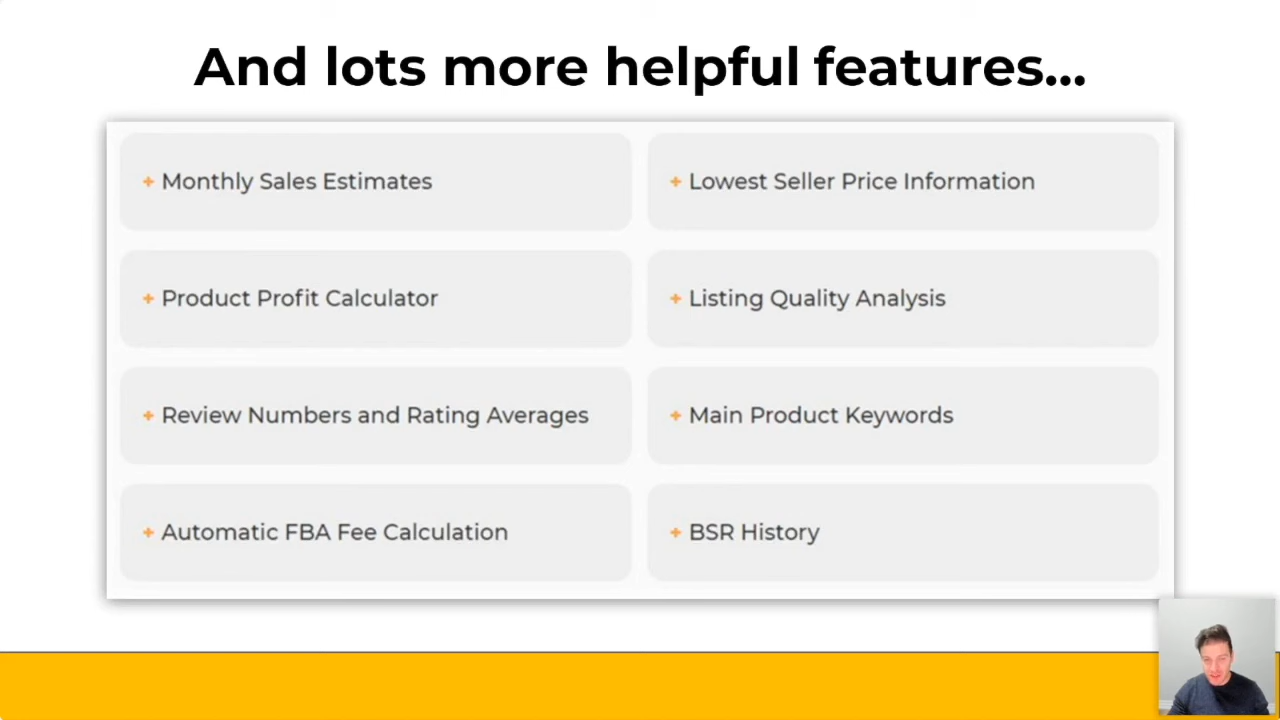 And lots more helpful features...
+ Monthly Sales Estimates
+ Lowest Seller Price Information
+ Product Profit Calculator
+ Listing Quality Analysis
+ Review Numbers and Rating Averages
+ Main Product Keywords
+ Automatic FBA Fee Calculation
+ BSR History